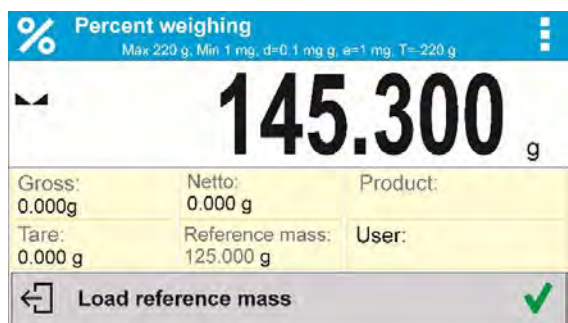 % Percent weighing
Max 220 g, Min 1 mg, d=0.1 mg g, e=1 mg, T=-220 g
145.300 g
Gross: Netto: Product:
0.000g 0.000 g
Tare: Reference mass: User:
0.000 g 125.000 g
Load reference mass